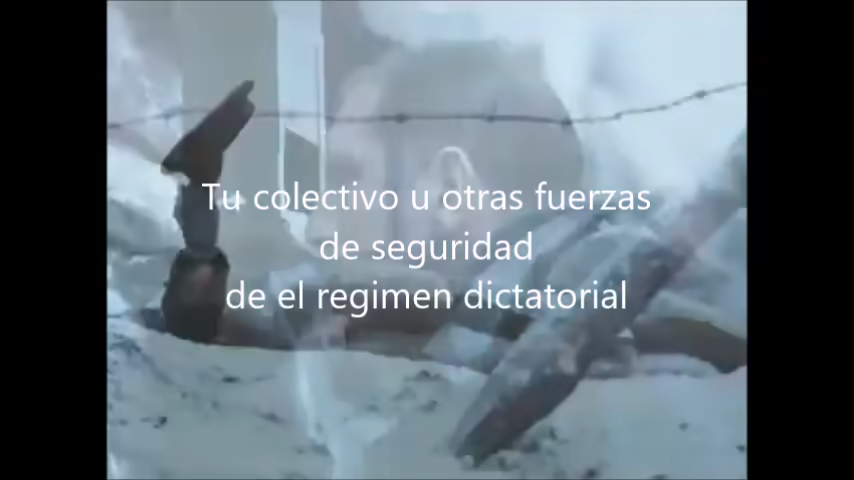 Tu colectivo u otras fuerzas
de seguridad
de el regimen dictatorial